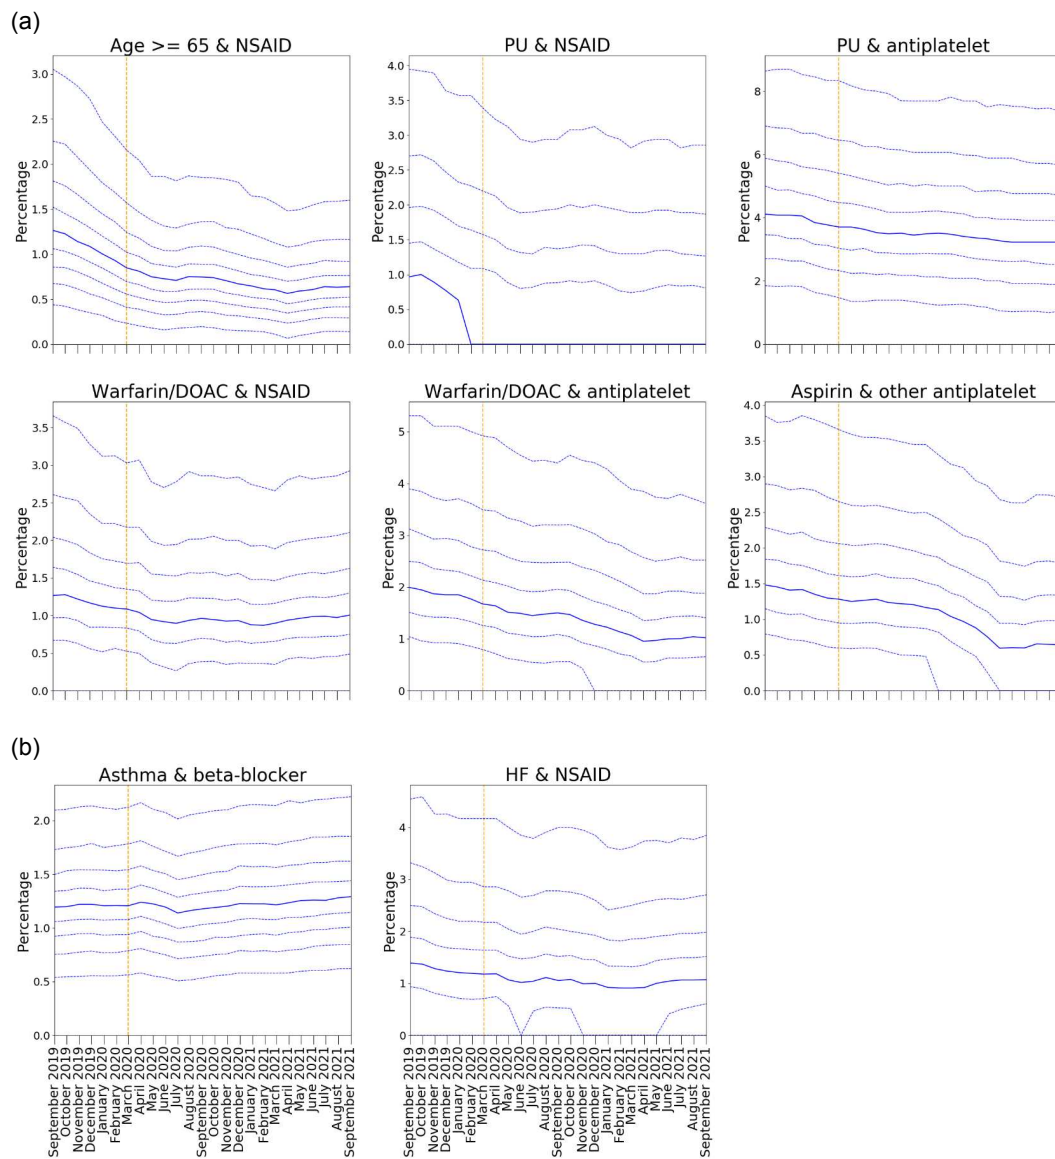 (a)
Age >= 65 & NSAID
Percentage
3.0
2.5
2.0
1.5
1.0
0.5
0.0
PU & NSAID
Percentage
4.0
3.5
3.0
2.5
2.0
1.5
1.0
0.5
0.0
PU & antiplatelet
Percentage
8
6
4
2
0
Warfarin/DOAC & NSAID
Percentage
3.5
3.0
2.5
2.0
1.5
1.0
0.5
0.0
Warfarin/DOAC & antiplatelet
Percentage
5
4
3
2
1
0
Aspirin & other antiplatelet
Percentage
4.0
3.5
3.0
2.5
2.0
1.5
1.0
0.5
0.0
(b)
Asthma & beta-blocker
Percentage
2.0
1.5
1.0
0.5
0.0
September 2019
October 2019
November 2019
December 2019
January 2020
February 2020
March 2020
April 2020
May 2020
June 2020
July 2020
August 2020
September 2020
October 2020
November 2020
December 2020
January 2021
February 2021
March 2021
April 2021
May 2021
June 2021
July 2021
August 2021
September 2021
HF & NSAID
Percentage
4
3
2
1
0
September 2019
October 2019
November 2019
December 2019
January 2020
February 2020
March 2020
April 2020
May 2020
June 2020
July 2020
August 2020
September 2020
October 2020
November 2020
December 2020
January 2021
February 2021
March 2021
April 2021
May 2021
June 2021
July 2021
August 2021
September 2021